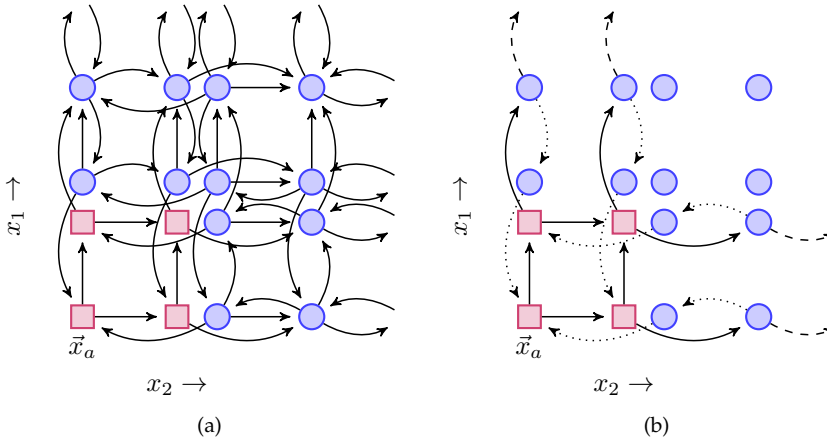 x₁ →
x⃗ₐ
x₂ →
(a)
x₁ →
x⃗ₐ
x₂ →
(b)